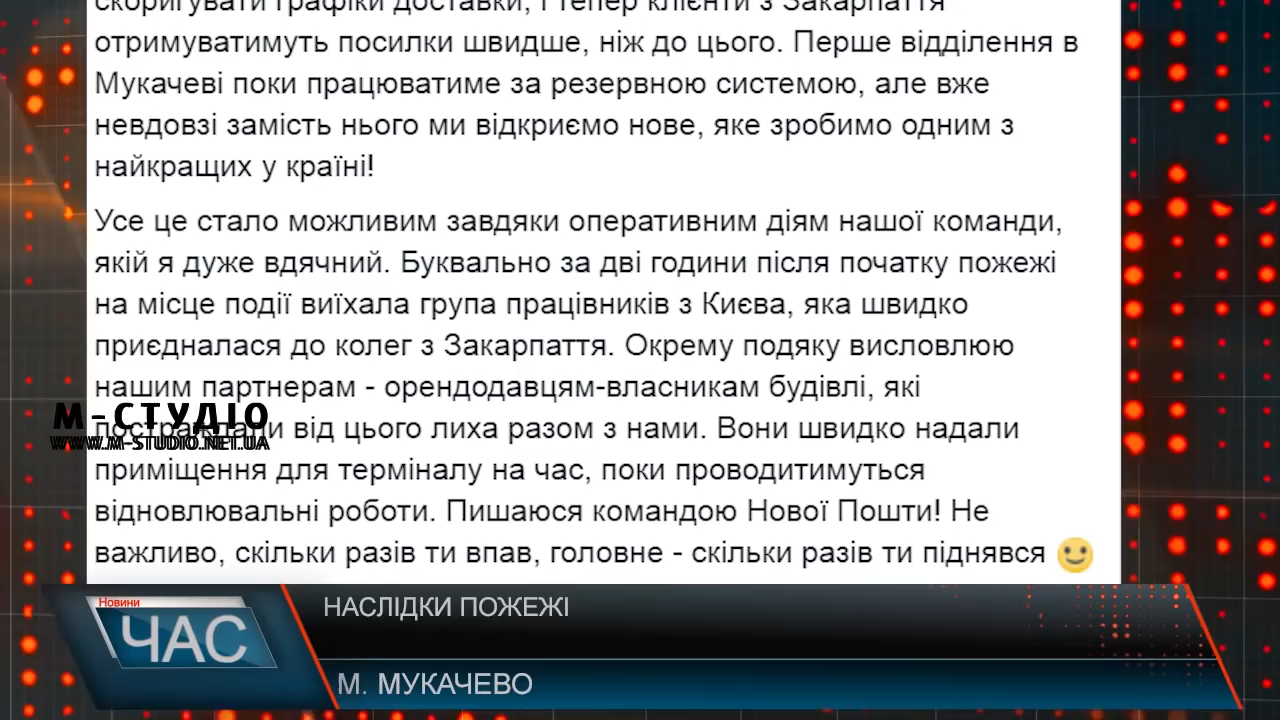 скоригувати графіки доставки, і тепер клієнти з Закарпаття
отримуватимуть посилки швидше, ніж до цього. Перше відділення в
Мукачеві поки працюватиме за резервною системою, але вже
невдовзі замість нього ми відкриємо нове, яке зробимо одним з
найкращих у країні!
Усе це стало можливим завдяки оперативним діям нашої команди,
якій я дуже вдячний. Буквально за дві години після початку пожежі
на місце події виїхала група працівників з Києва, яка швидко
приєдналася до колег з Закарпаття. Окрему подяку висловлюю
нашим партнерам - орендодавцям-власникам будівлі, які
М-СТУДІО
постраждали від цього лиха разом з нами. Вони швидко надали
WWW.M-STUDIO.NET.UA
приміщення для терміналу на час, поки проводитимуться
відновлювальні роботи. Пишаюся командою Нової Пошти! Не
важливо, скільки разів ти впав, головне - скільки разів ти піднявся
Новини
ЧАС
НАСЛІДКИ ПОЖЕЖІ
М. МУКАЧЕВО